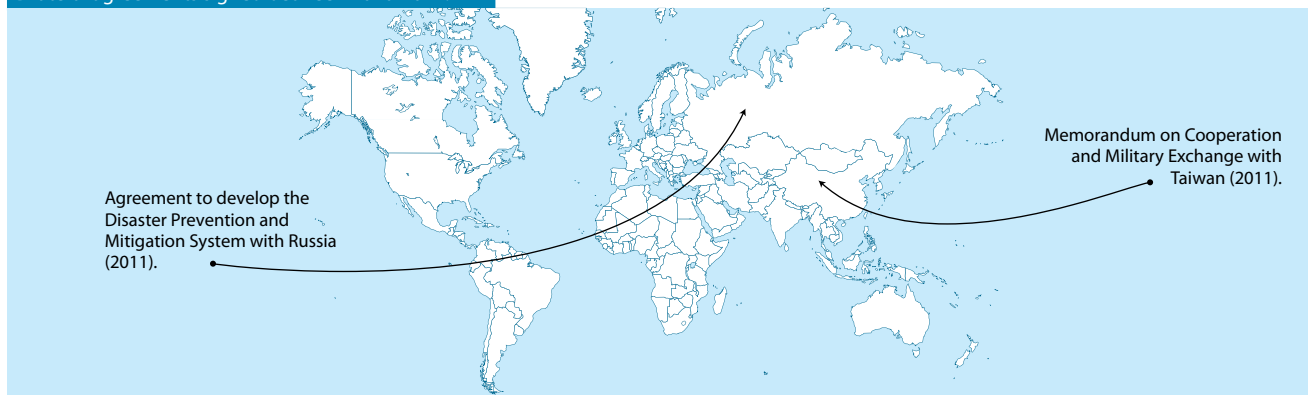 Agreement to develop the
Disaster Prevention and
Mitigation System with Russia
(2011).
Memorandum on Cooperation
and Military Exchange with
Taiwan (2011).